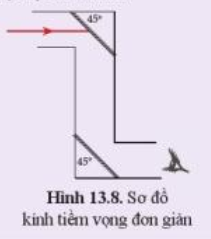 45°
45°
Hình 13.8. Sơ đồ
kính tiềm vọng đơn giản